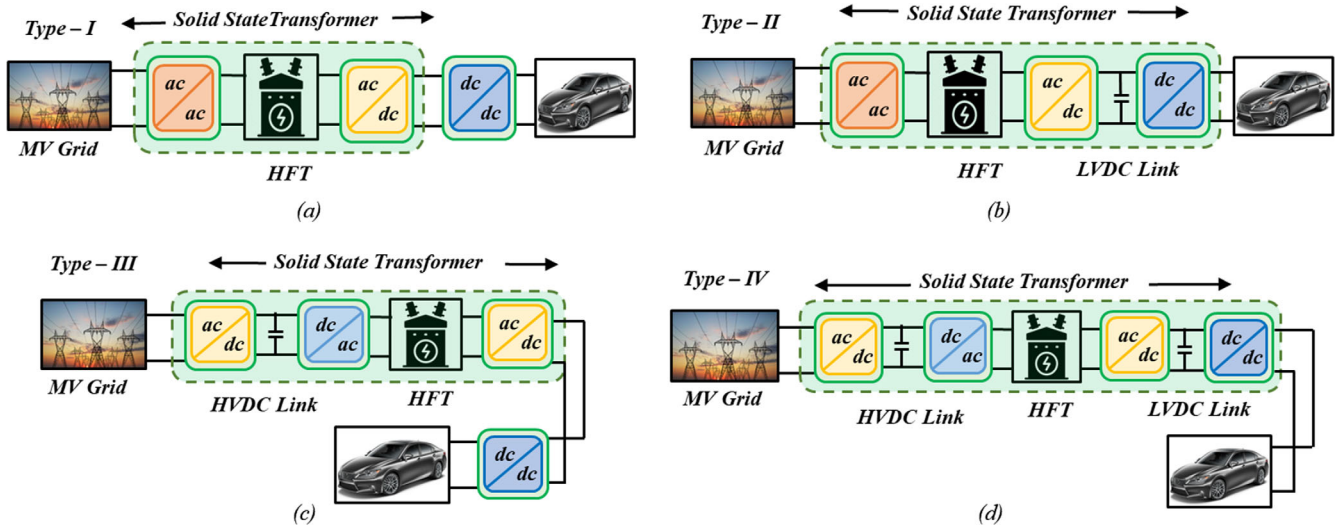 Type – I
Solid State Transformer
ac
ac
ac
dc
dc
dc
MV Grid
HFT
(a)
Type – II
Solid State Transformer
ac
ac
ac
dc
dc
dc
MV Grid
HFT
LVDC Link
(b)
Type – III
Solid State Transformer
ac
dc
dc
ac
ac
dc
MV Grid
HVDC Link
HFT
dc
dc
(c)
Type – IV
Solid State Transformer
ac
dc
dc
ac
ac
dc
dc
dc
MV Grid
HVDC Link
HFT
LVDC Link
(d)